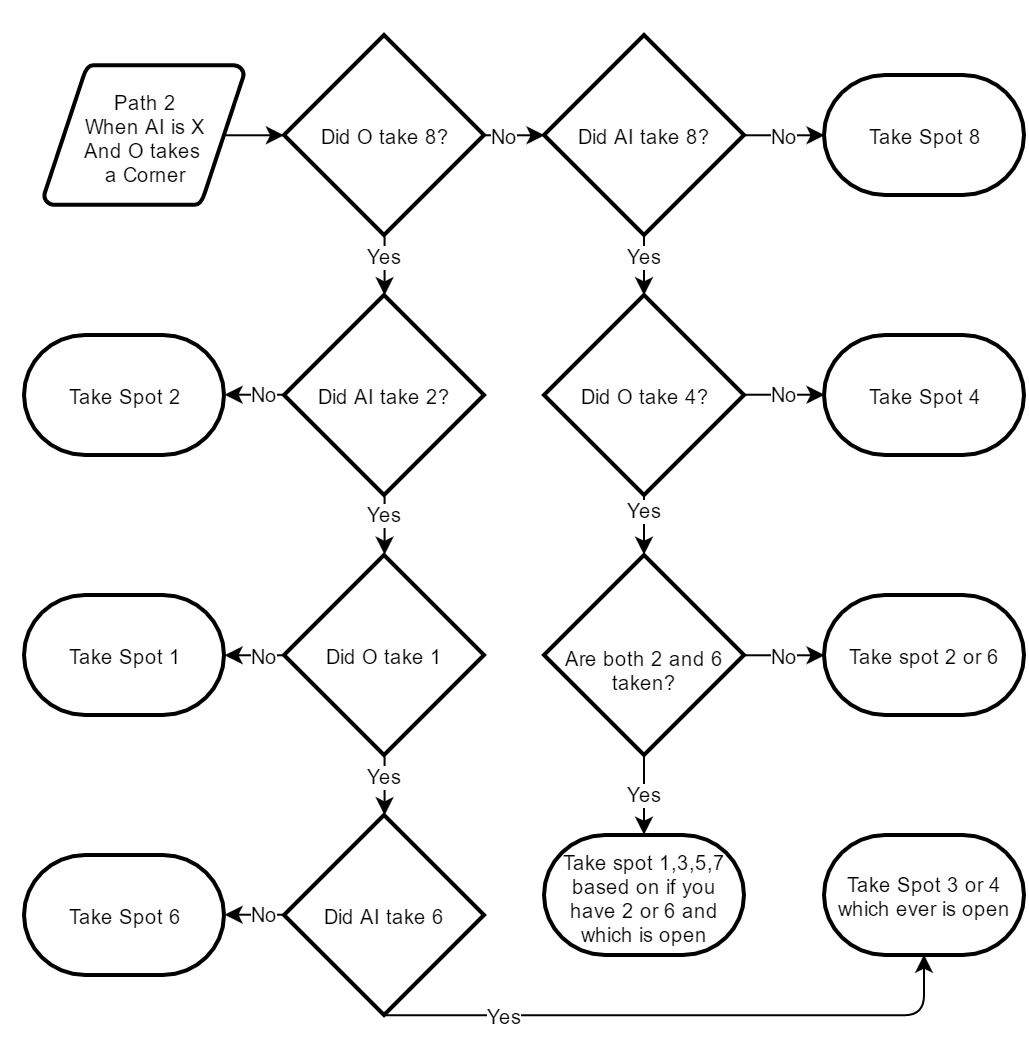 Path 2
When AI is X
And O takes
a Corner
Did O take 8?
No
Did AI take 8?
No
Take Spot 8
Yes
Yes
Take Spot 2
No
Did AI take 2?
Did O take 4?
No
Take Spot 4
Yes
Yes
Take Spot 1
No
Did O take 1
Are both 2 and 6
taken?
No
Take spot 2 or 6
Yes
Yes
Take Spot 6
No
Did AI take 6
Take spot 1,3,5,7
based on if you
have 2 or 6 and
which is open
Take Spot 3 or 4
which ever is open
Yes